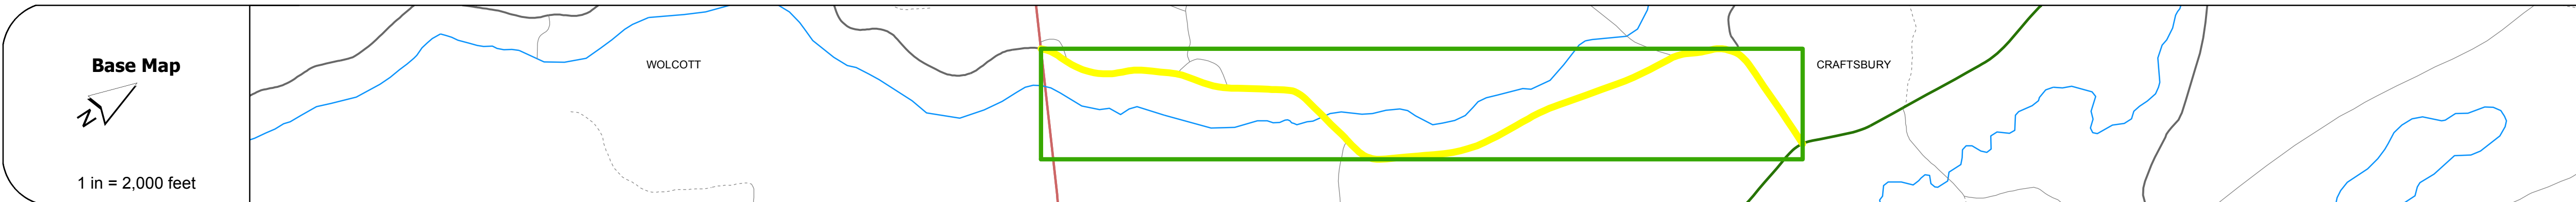 Base Map
N
1 in = 2,000 feet
WOLCOTT
CRAFTSBURY